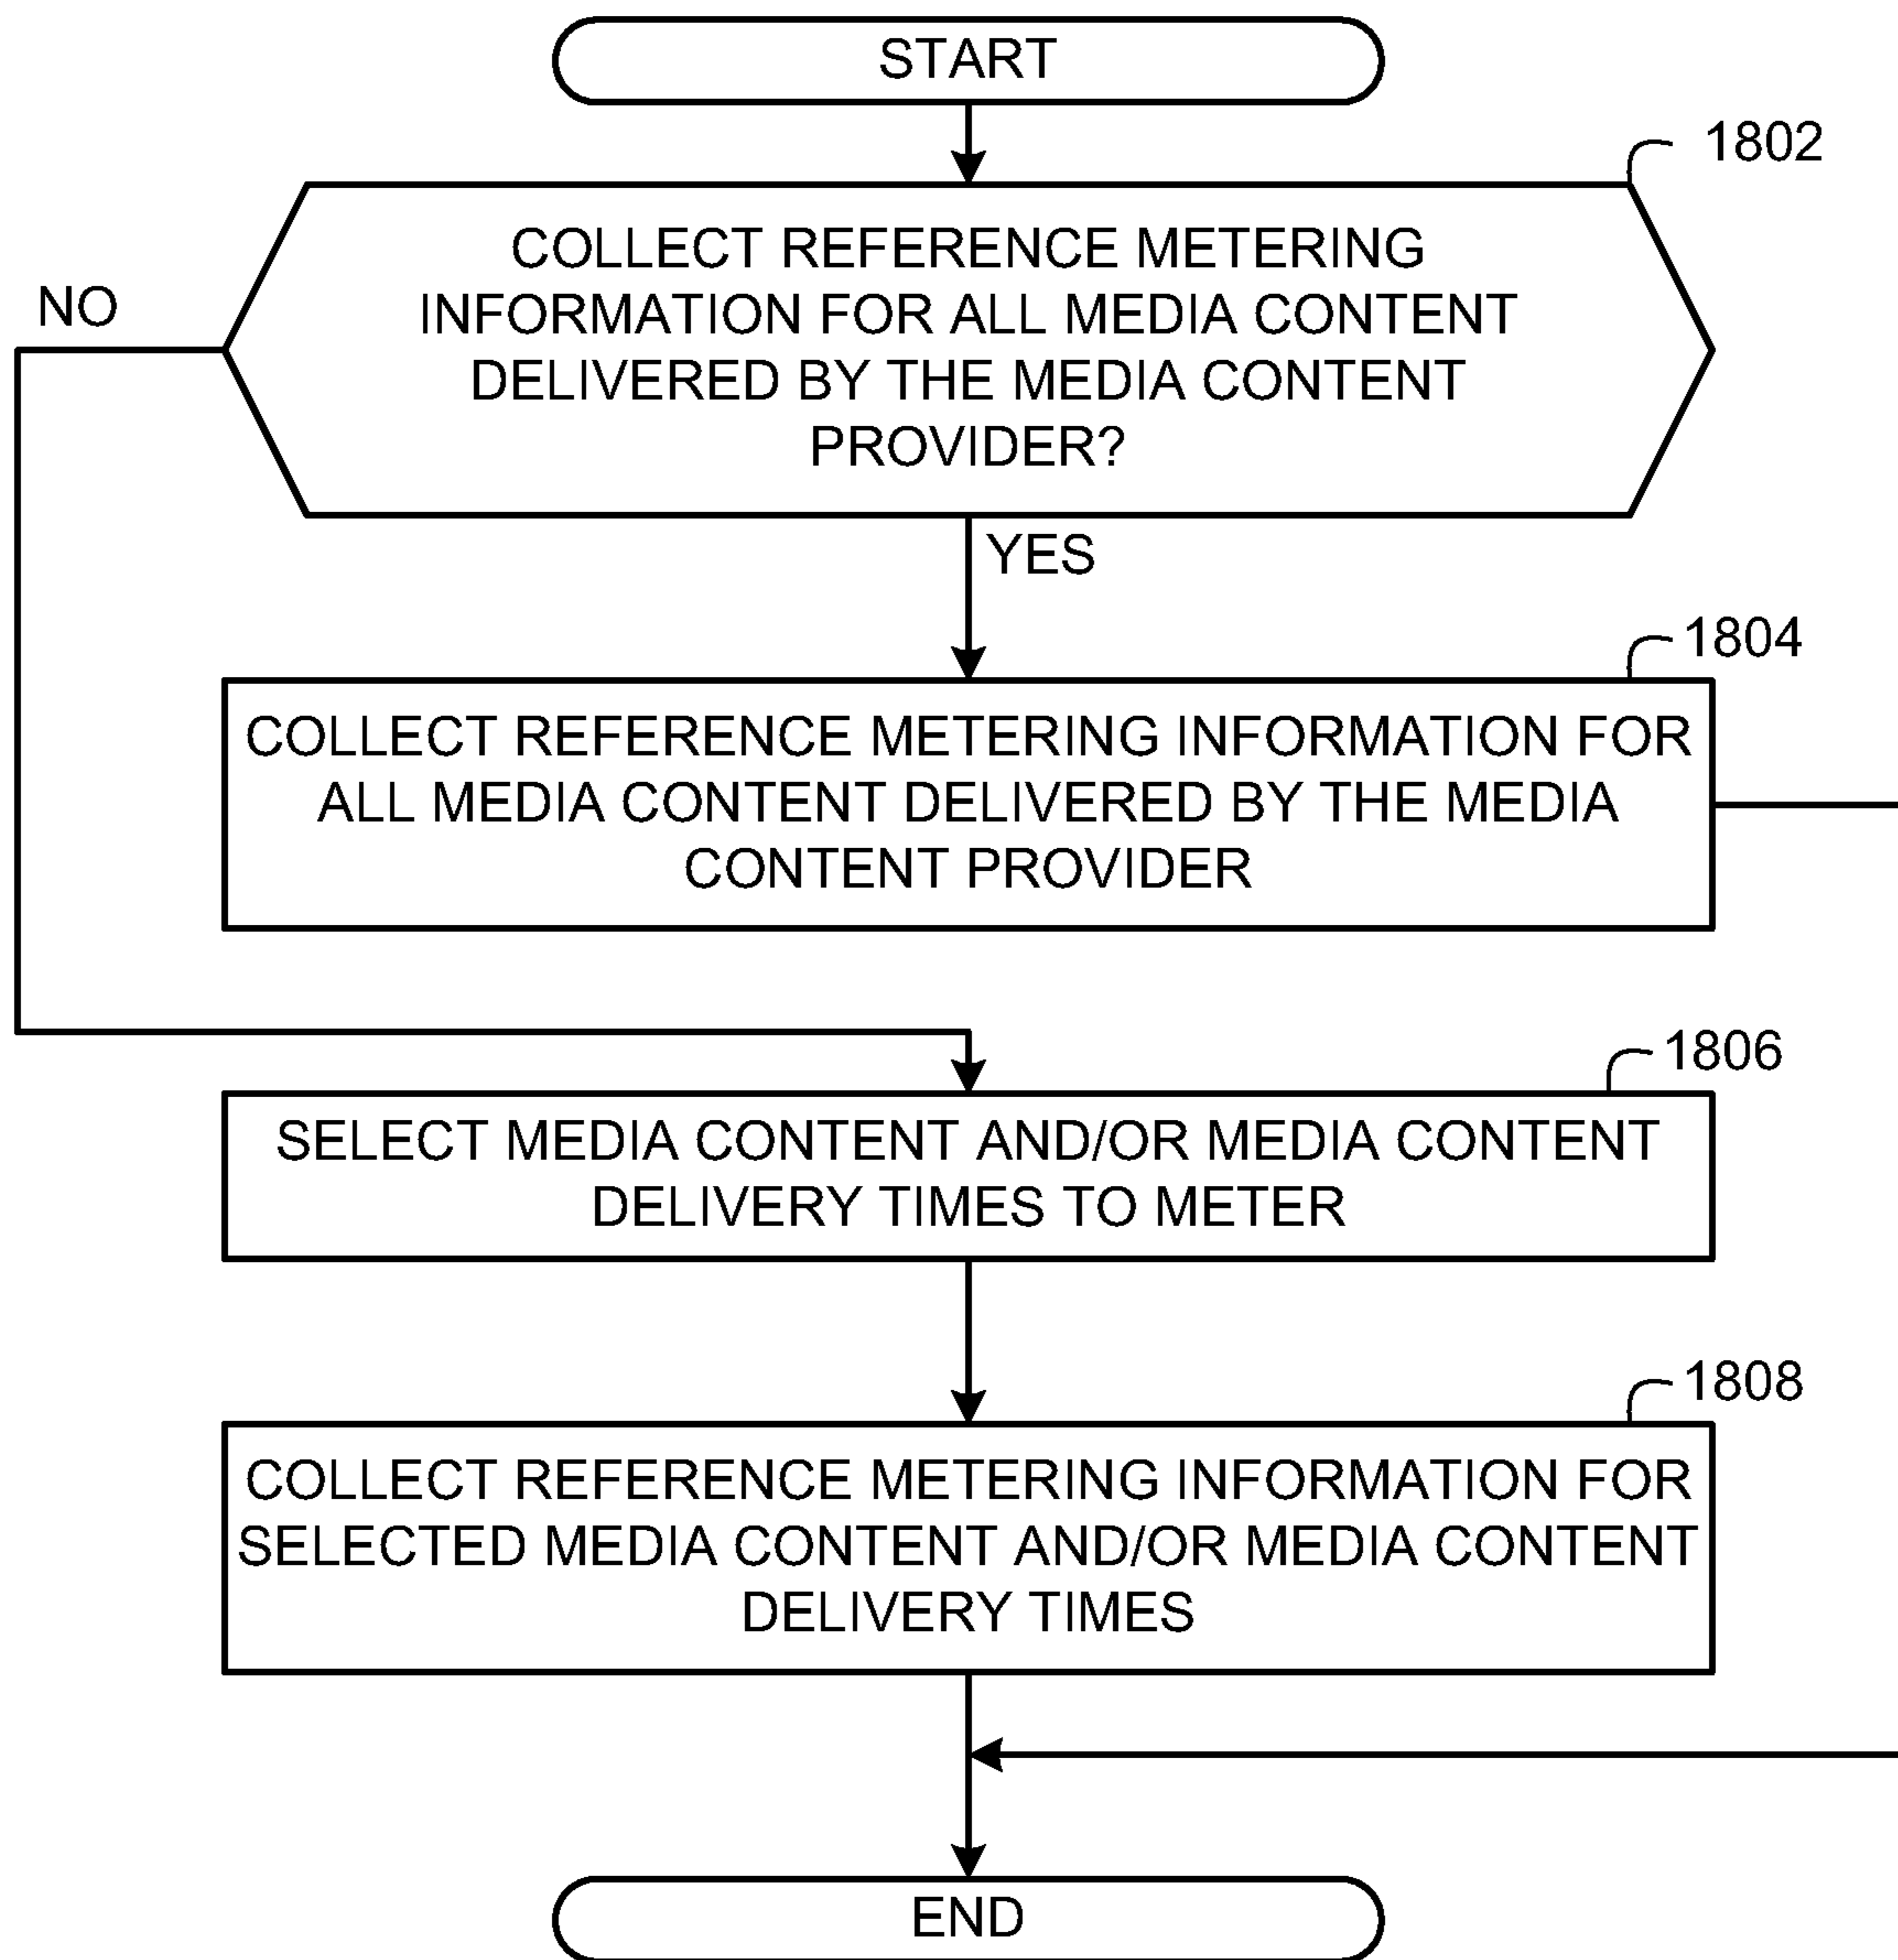 START
1802
COLLECT REFERENCE METERING
INFORMATION FOR ALL MEDIA CONTENT
DELIVERED BY THE MEDIA CONTENT
PROVIDER?
NO
YES
1804
COLLECT REFERENCE METERING INFORMATION FOR
ALL MEDIA CONTENT DELIVERED BY THE MEDIA
CONTENT PROVIDER
1806
SELECT MEDIA CONTENT AND/OR MEDIA CONTENT
DELIVERY TIMES TO METER
1808
COLLECT REFERENCE METERING INFORMATION FOR
SELECTED MEDIA CONTENT AND/OR MEDIA CONTENT
DELIVERY TIMES
END